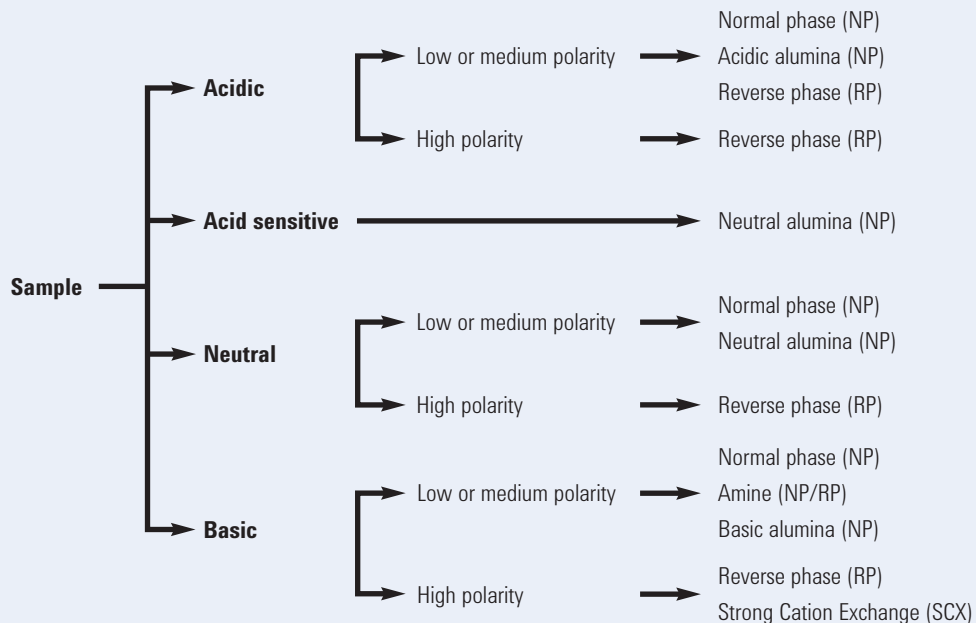 Normal phase (NP)
Low or medium polarity
Acidic alumina (NP)
Acidic
Reverse phase (RP)
High polarity
Reverse phase (RP)
Acid sensitive
Neutral alumina (NP)
Sample
Normal phase (NP)
Low or medium polarity
Neutral alumina (NP)
Neutral
High polarity
Reverse phase (RP)
Normal phase (NP)
Low or medium polarity
Amine (NP/RP)
Basic
Basic alumina (NP)
Reverse phase (RP)
High polarity
Strong Cation Exchange (SCX)